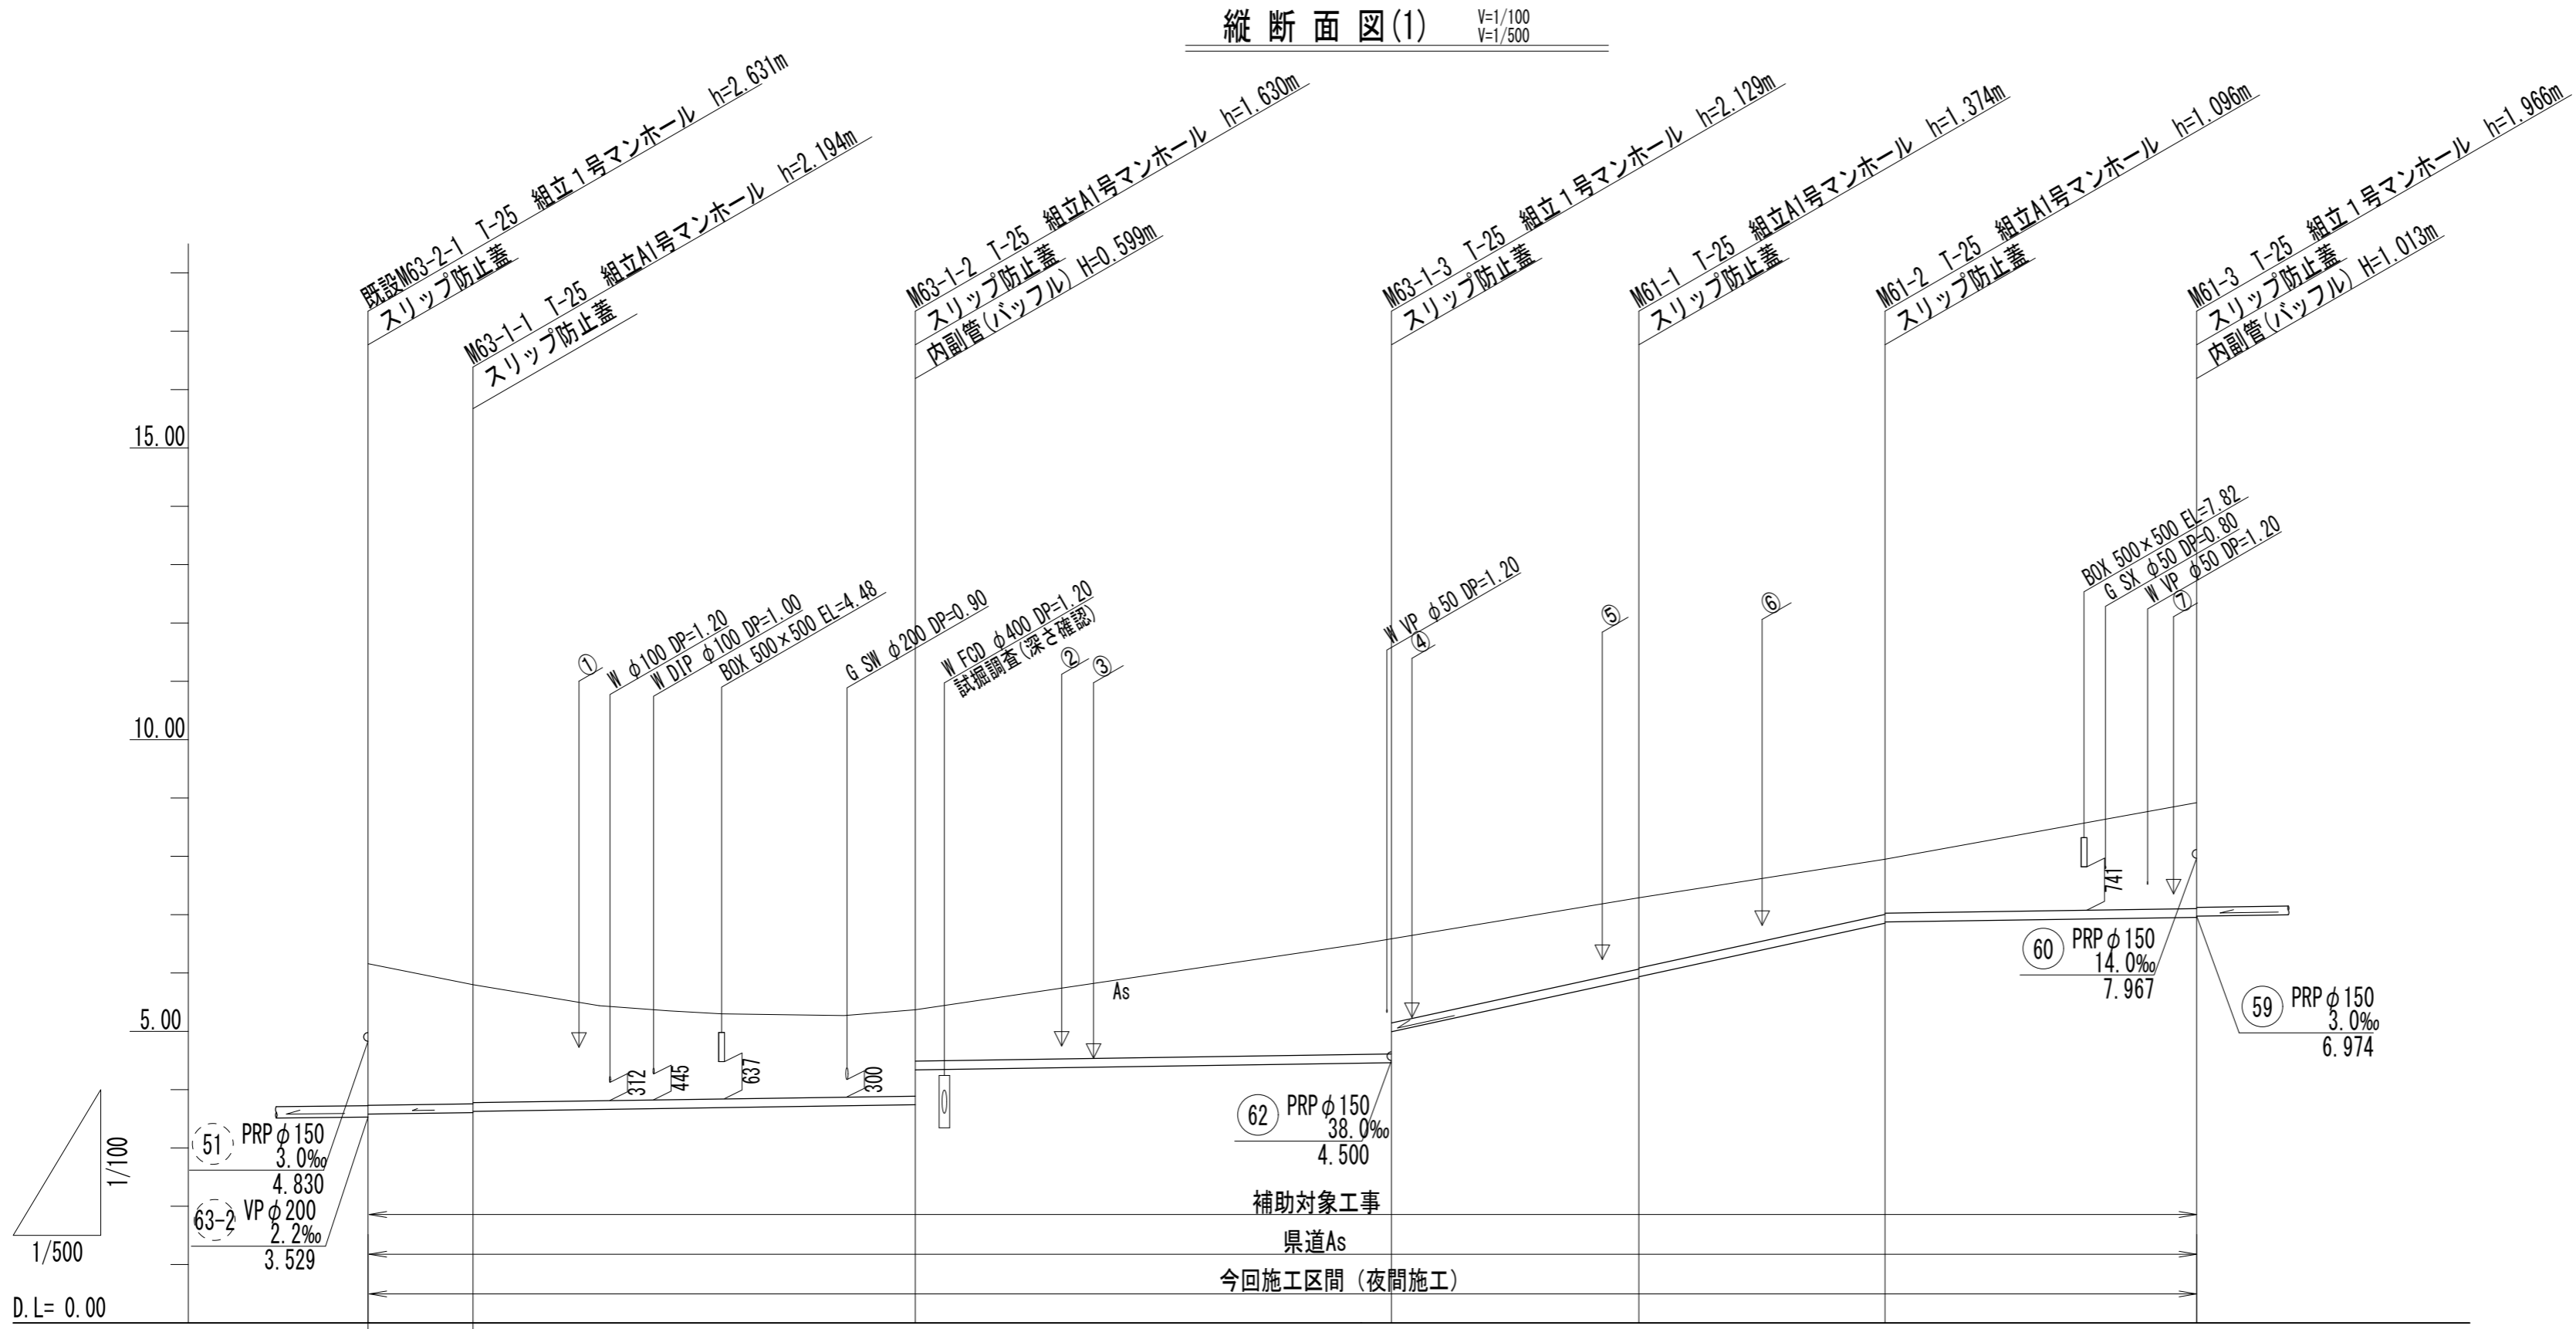 縦断面図(1)
V=1/100
V=1/500
既設M63-2-1 T-25 組立1号マンホール h=2.631m
スリップ防止蓋
M63-1-1 T-25 組立A1号マンホール h=2.194m
スリップ防止蓋
M63-1-2 T-25 組立A1号マンホール h=1.630m
スリップ防止蓋
内副管(バッフル) H=0.599m
M63-1-3 T-25 組立1号マンホール h=2.129m
スリップ防止蓋
M61-1 T-25 組立A1号マンホール h=1.374m
スリップ防止蓋
M61-2 T-25 組立A1号マンホール h=1.096m
スリップ防止蓋
M61-3 T-25 組立1号マンホール h=1.966m
スリップ防止蓋
内副管(バッフル) H=1.013m
15.00
10.00
5.00
①
W φ100 DP=1.20
W DIP φ100 DP=1.00
BOX 500×500 EL=4.48
G SW φ200 DP=0.90
W FCD φ400 DP=1.20
試掘調査(深さ確認)
②
③
W VP φ50 DP=1.20
④
⑤
⑥
BOX 500×500 EL=7.82
G SX φ50 DP=0.80
W VP φ50 DP=1.20
⑦
312
445
637
300
As
741
51 PRPφ150
3.0‰
4.830
63-2 VPφ200
2.2‰
3.529
62 PRPφ150
38.0‰
4.500
60 PRPφ150
14.0‰
7.967
59 PRPφ150
3.0‰
6.974
1/100
1/500
補助対象工事
県道As
今回施工区間(夜間施工)
D.L= 0.00